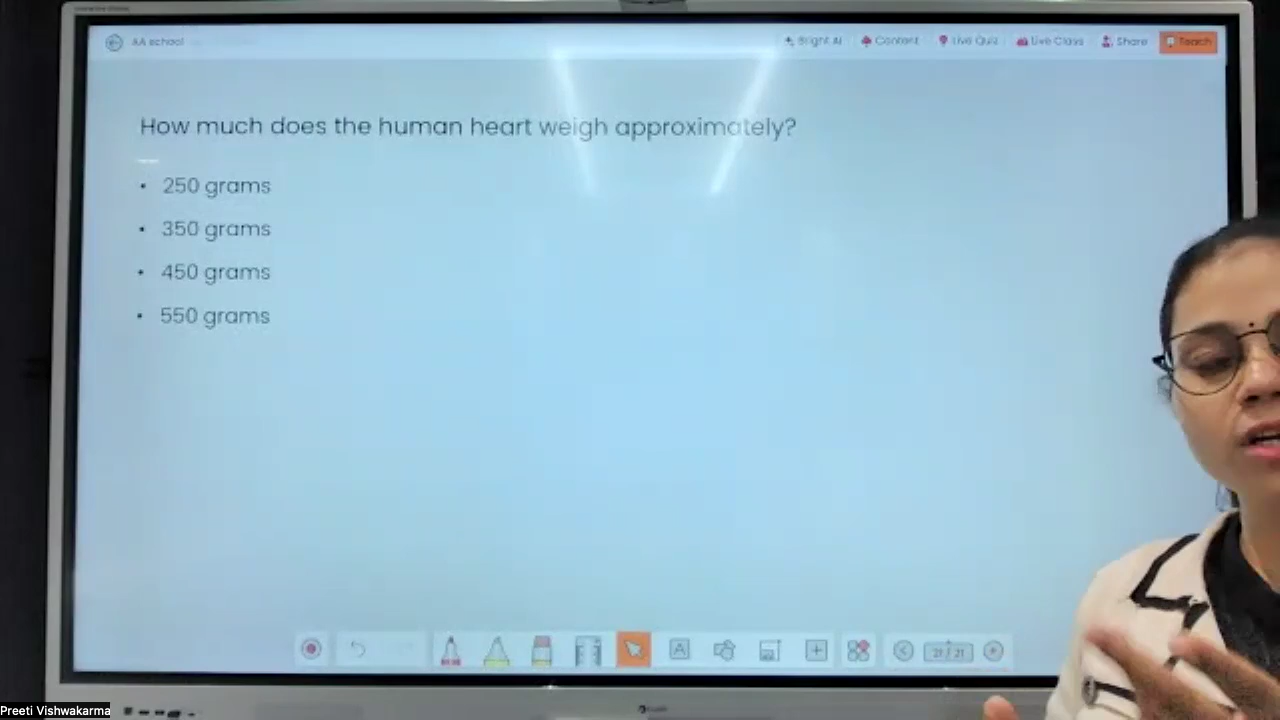 AA school
Bright AI
Content
Live Quiz
Live Class
Share
Teach
How much does the human heart weigh approximately?
• 250 grams
• 350 grams
• 450 grams
• 550 grams
A
21 / 21
Preeti Vishwakarma